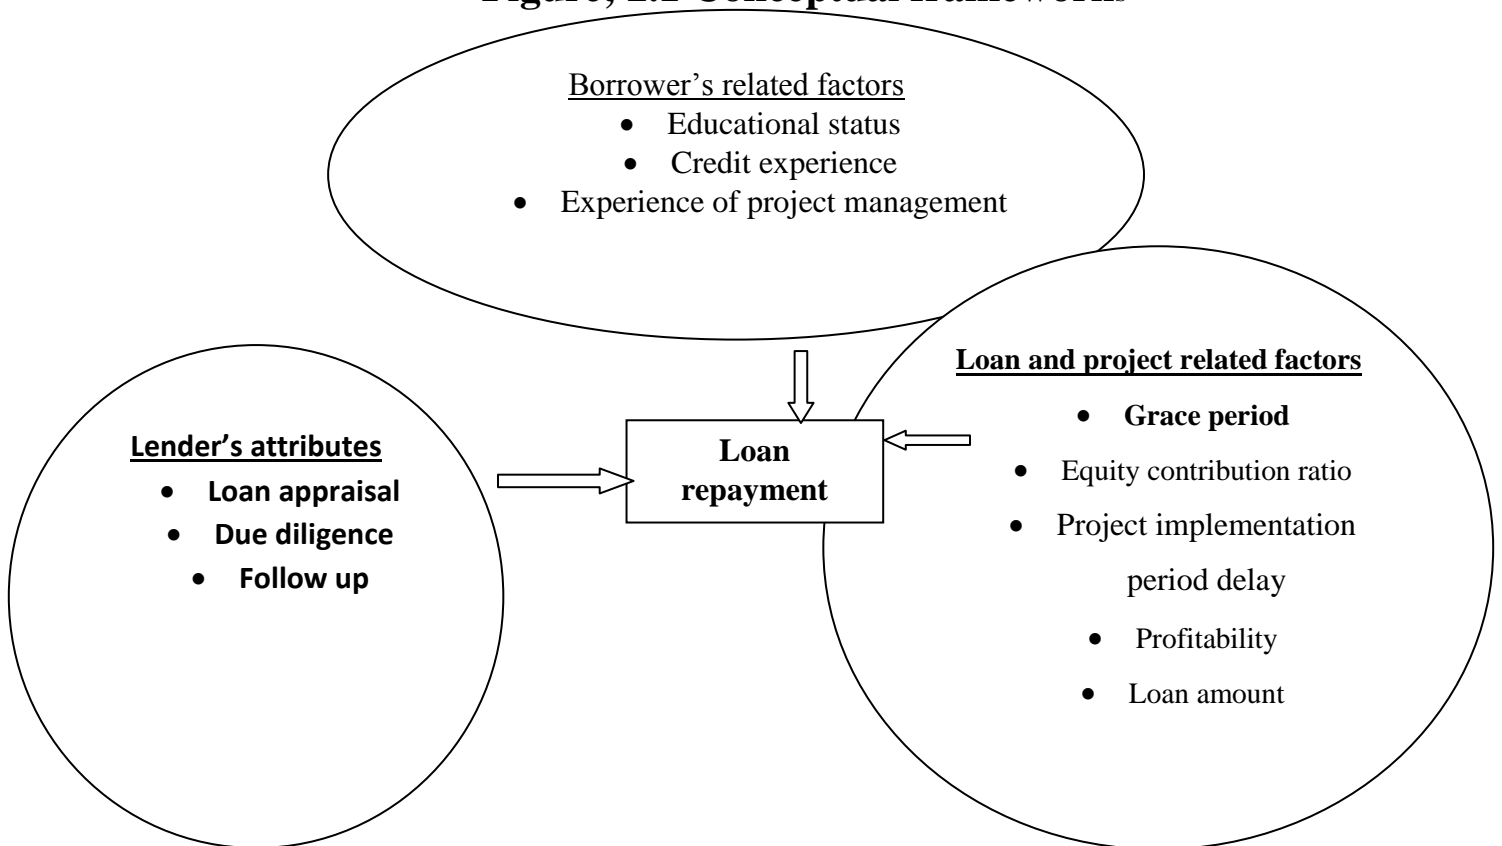 Borrower’s related factors
• Educational status
• Credit experience
• Experience of project management
Loan and project related factors
• Grace period
• Equity contribution ratio
• Project implementation
period delay
• Profitability
• Loan amount
Lender’s attributes
• Loan appraisal
• Due diligence
• Follow up
Loan
repayment